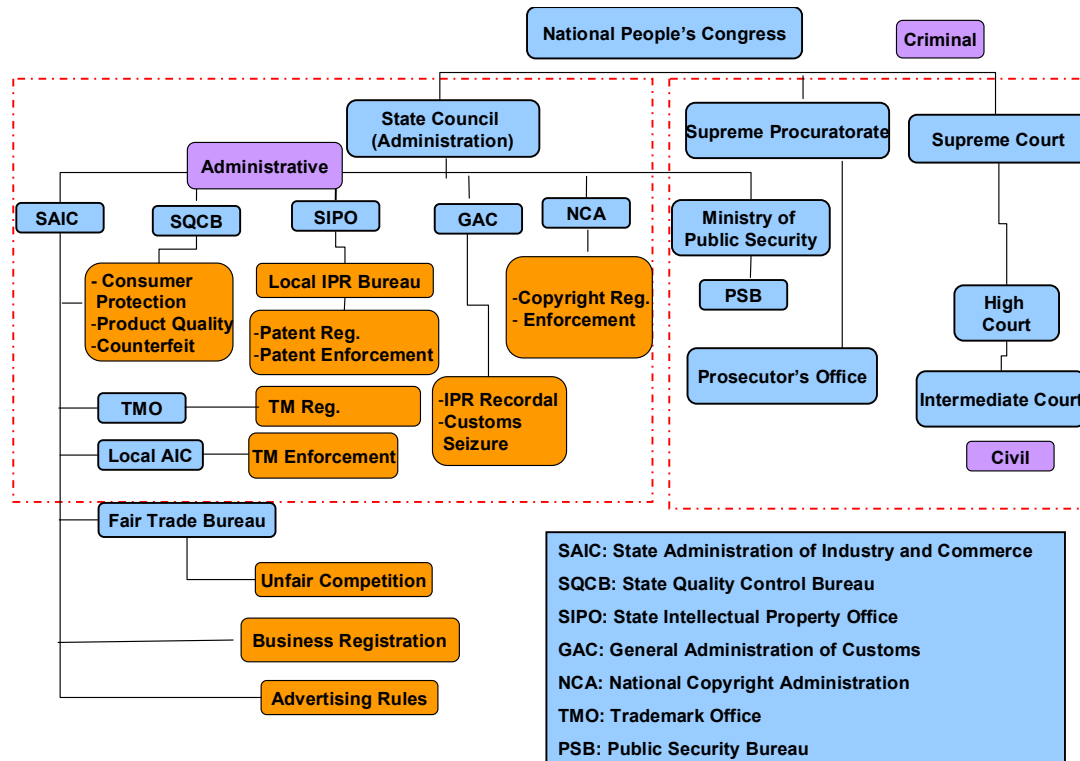 National People's Congress
Criminal
State Council
(Administration)
Supreme Procuratorate
Supreme Court
Administrative
SAIC
SQCB
SIPO
GAC
NCA
Ministry of
Public Security
- Consumer
Protection
-Product Quality
-Counterfeit
Local IPR Bureau
-Patent Reg.
-Patent Enforcement
-Copyright Reg.
- Enforcement
PSB
High
Court
Prosecutor's Office
Intermediate Court
-IPR Recordal
-Customs
Seizure
TMO
TM Reg.
Local AIC
TM Enforcement
Civil
Fair Trade Bureau
Unfair Competition
Business Registration
Advertising Rules
SAIC: State Administration of Industry and Commerce
SQCB: State Quality Control Bureau
SIPO: State Intellectual Property Office
GAC: General Administration of Customs
NCA: National Copyright Administration
TMO: Trademark Office
PSB: Public Security Bureau